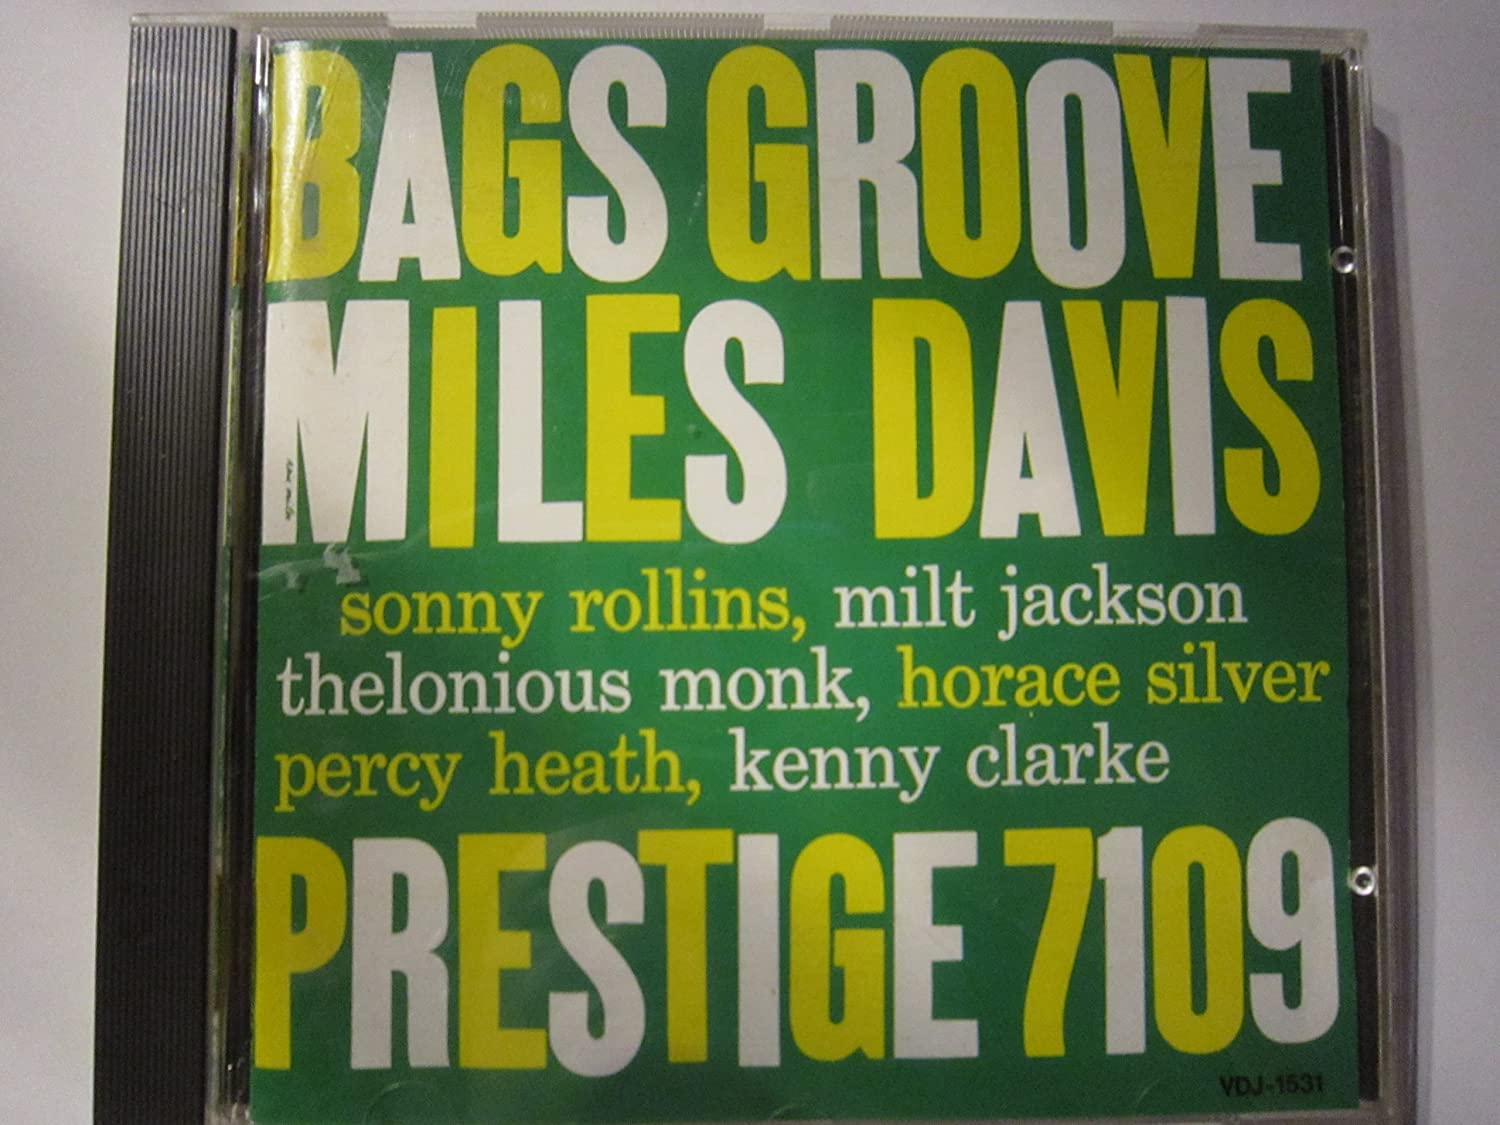 BAGS GROOVE
MILES DAVIS
sonny rollins, milt jackson
thelonious monk, horace silver
percy heath, kenny clarke
PRESTIGE 7109
VDJ-1531